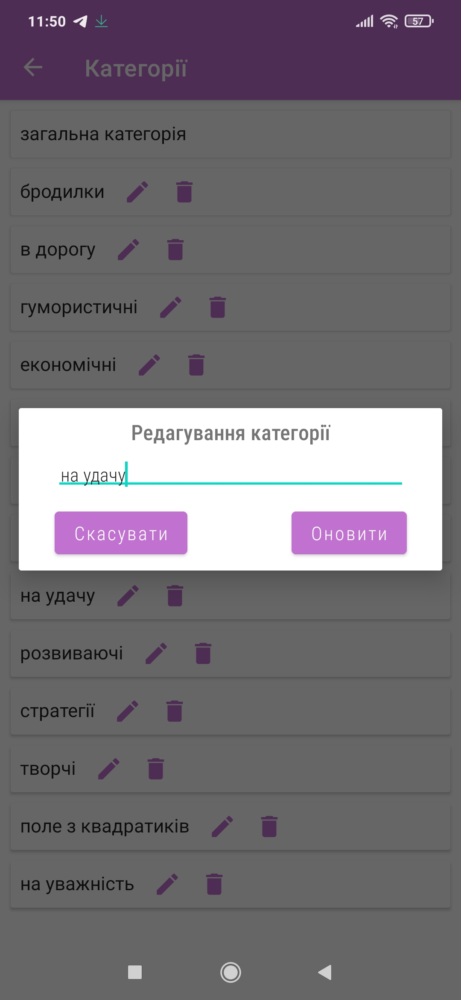 11:50
57
Категорії
загальна категорія
бродилки
в дорогу
гумористичні
економічні
Редагування категорії
на удачу
Скасувати
Оновити
на удачу
розвиваючі
стратегії
творчі
поле з квадратиків
на уважність